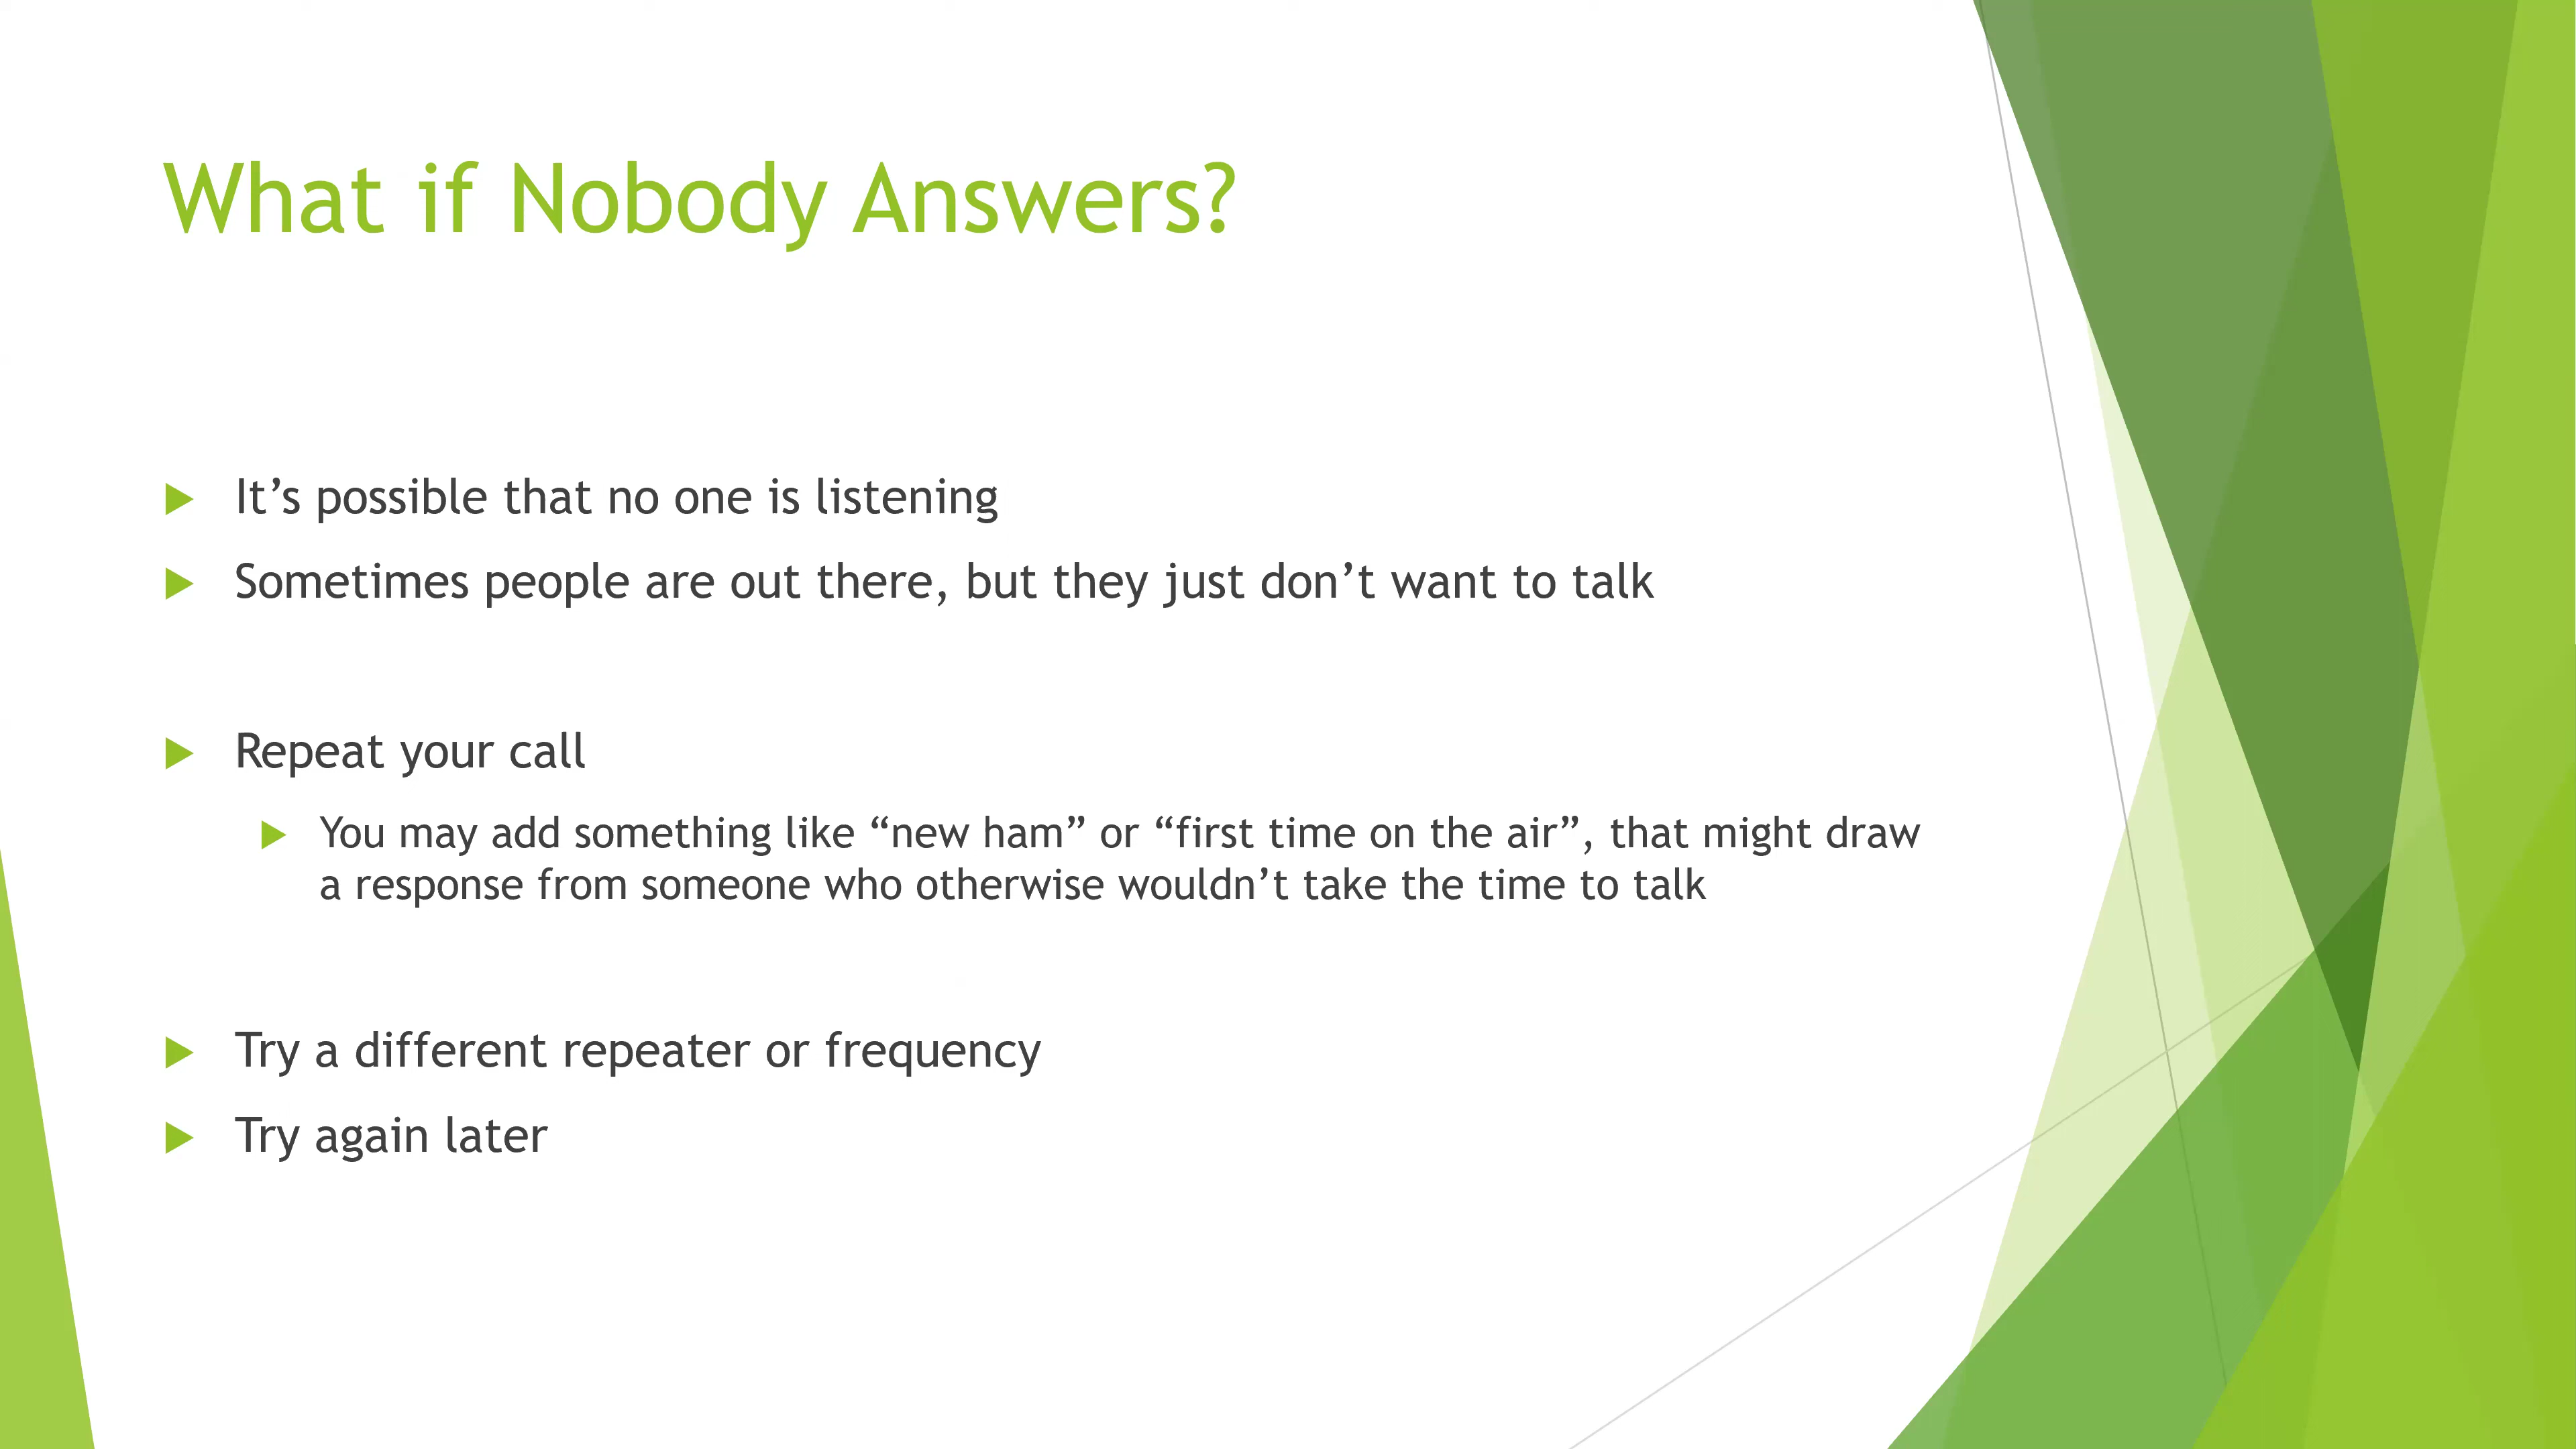 What if Nobody Answers?
It’s possible that no one is listening
Sometimes people are out there, but they just don’t want to talk
Repeat your call
You may add something like “new ham” or “first time on the air”, that might draw
a response from someone who otherwise wouldn’t take the time to talk
Try a different repeater or frequency
Try again later